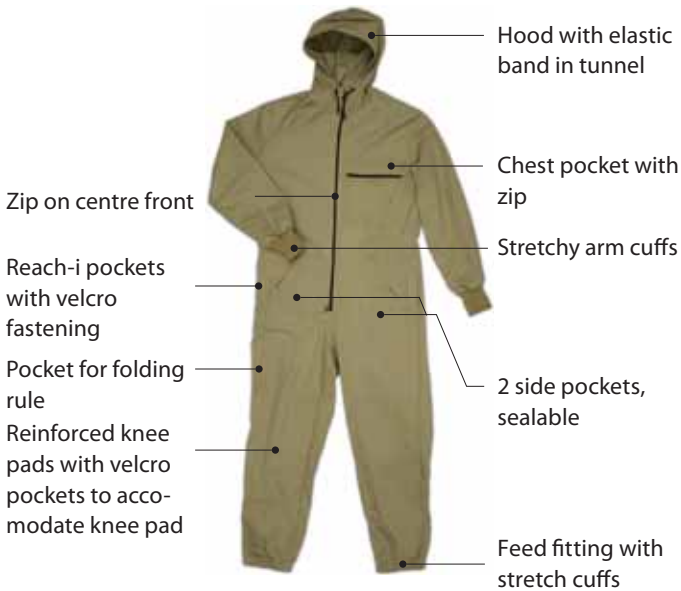 Hood with elastic
band in tunnel
Chest pocket with
zip
Zip on centre front
Stretchy arm cuffs
Reach-i pockets
with velcro
fastening
Pocket for folding
rule
2 side pockets,
sealable
Reinforced knee
pads with velcro
pockets to acco-
modate knee pad
Feed fitting with
stretch cuffs